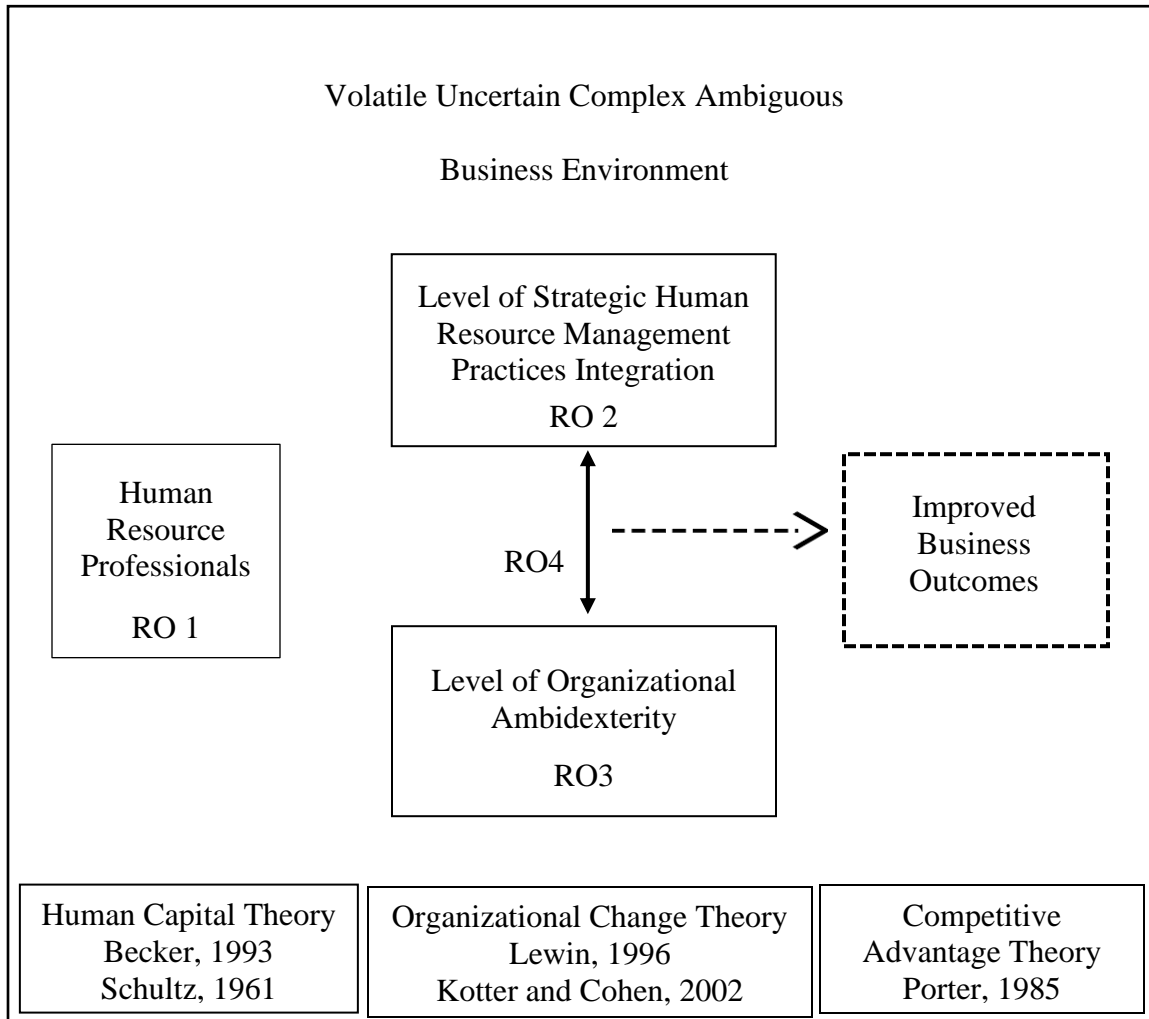 Volatile Uncertain Complex Ambiguous
Business Environment
Level of Strategic Human
Resource Management
Practices Integration
RO 2
Human
Resource
Professionals
RO 1
RO4
Improved
Business
Outcomes
Level of Organizational
Ambidexterity
RO3
Human Capital Theory
Becker, 1993
Schultz, 1961
Organizational Change Theory
Lewin, 1996
Kotter and Cohen, 2002
Competitive
Advantage Theory
Porter, 1985